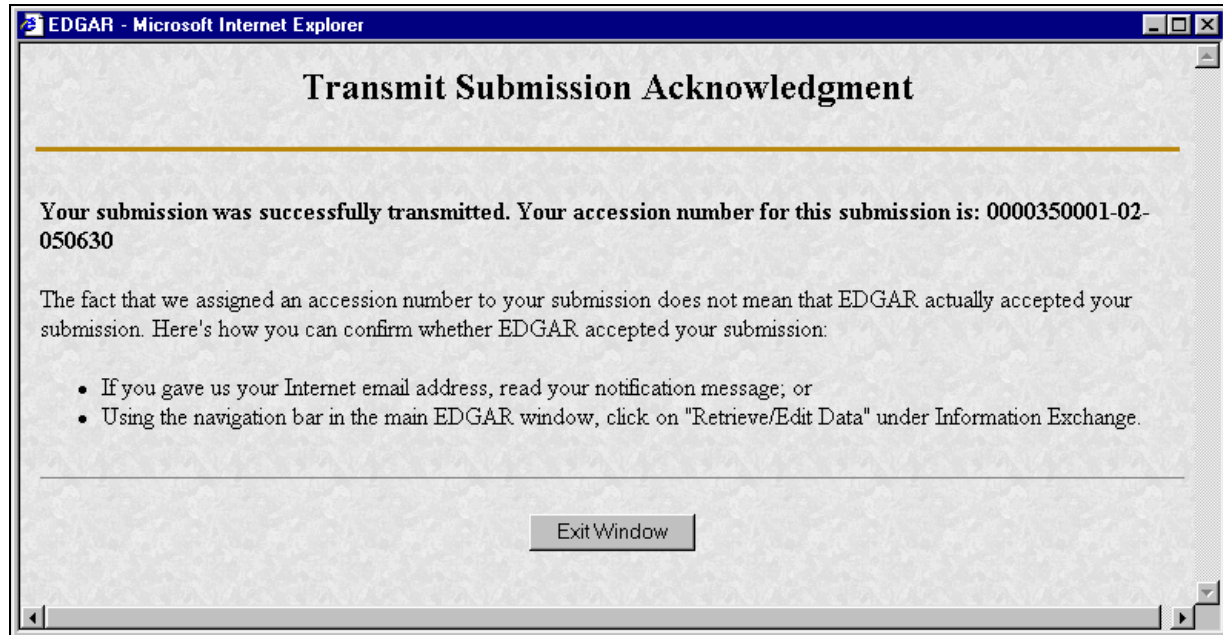 EDGAR - Microsoft Internet Explorer
Transmit Submission Acknowledgment
Your submission was successfully transmitted. Your accession number for this submission is: 0000350001-02-
050630
The fact that we assigned an accession number to your submission does not mean that EDGAR actually accepted your
submission. Here's how you can confirm whether EDGAR accepted your submission:
• If you gave us your Internet email address, read your notification message; or
• Using the navigation bar in the main EDGAR window, click on "Retrieve/Edit Data" under Information Exchange.
Exit Window